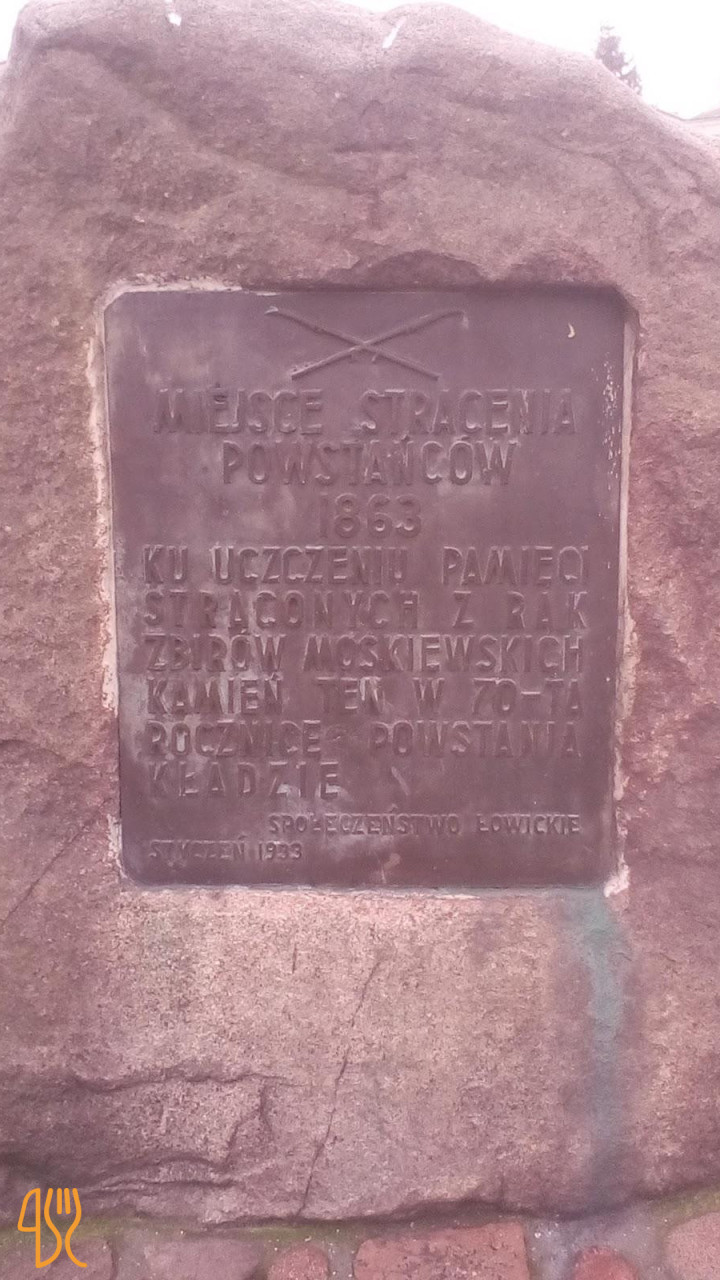 MIEJSCE STRACENIA
POWSTAŃCÓW
1863
KU UCZCZENIU PAMIĘCI
STRĄCONYCH Z RĄK
ZBIRÓW MOSKIEWSKICH
KAMIEŃ TEN W 70-TĄ
ROCZNICĘ POWSTANIA
KŁADZIE
SPOŁECZEŃSTWO ŁOWICKIE
STYCZEŃ 1933